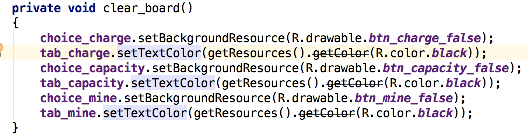 private void clear_board()
{
choice_charge.setBackgroundResource(R.drawable.btn_charge_false);
tab_charge.setTextColor(getResources().getColor(R.color.black));
choice_capacity.setBackgroundResource(R.drawable.btn_capacity_false);
tab_capacity.setTextColor(getResources().getColor(R.color.black));
choice_mine.setBackgroundResource(R.drawable.btn_mine_false);
tab_mine.setTextColor(getResources().getColor(R.color.black));
}